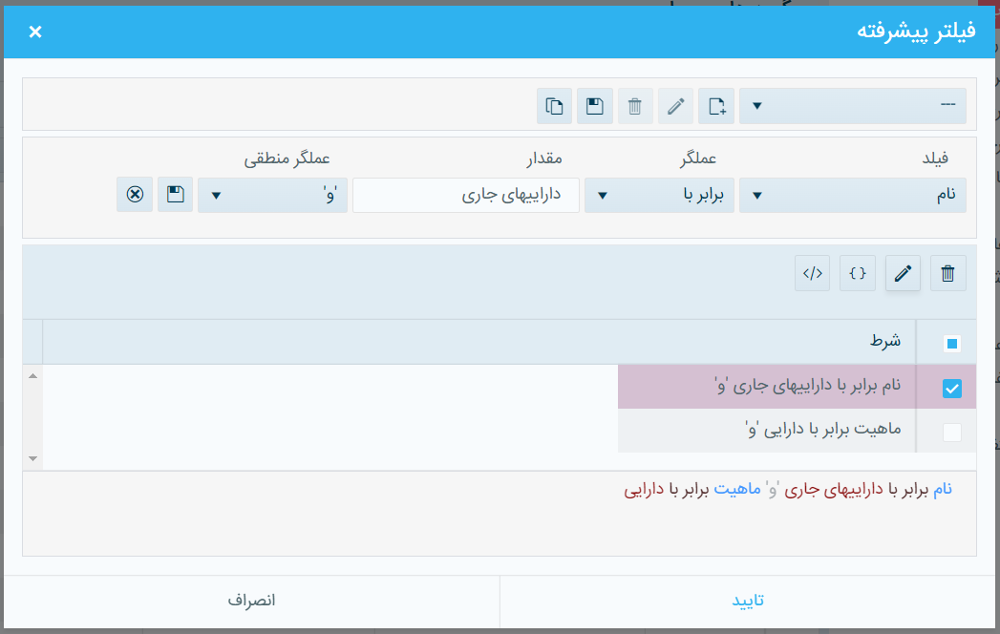 فیلتر پیشرفته
---
فیلد عملگر مقدار عملگر منطقی
نام برابر با داراییهای جاری 'و'
</> { }
شرط
نام برابر با داراییهای جاری 'و'
ماهیت برابر با دارایی 'و'
نام برابر با داراییهای جاری 'و' ماهیت برابر با دارایی
تایید انصراف